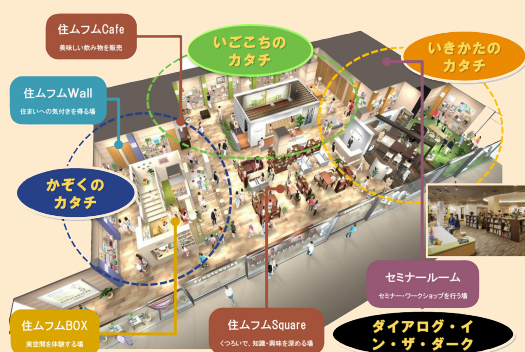 住ムフムCafe
美味しい飲み物を販売
いごこちの
カタチ
いきかたの
カタチ
住ムフムWall
住まいへの気付きを得る場
かぞくの
カタチ
セミナールーム
セミナー・ワークショップを行う場
住ムフムBOX
実空間を体験する場
住ムフムSquare
くつろいで、知識・興味を深める場
ダイアログ・イ
ン・ザ・ダーク